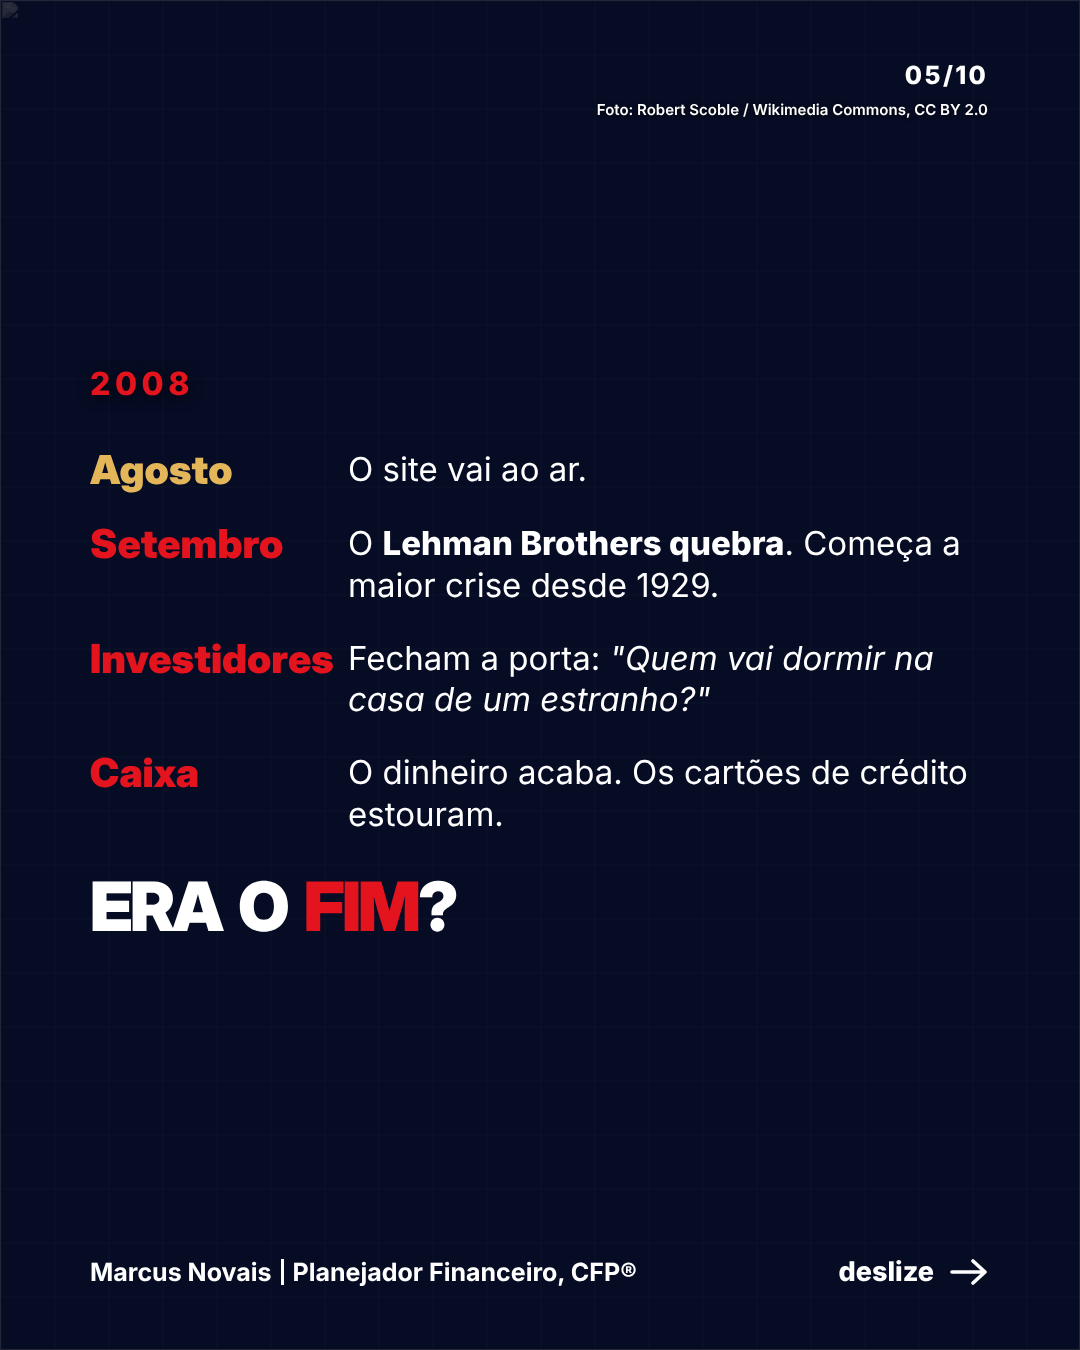 05/10
Foto: Robert Scoble / Wikimedia Commons, CC BY 2.0
2008
Agosto O site vai ao ar.
Setembro O Lehman Brothers quebra. Começa a
maior crise desde 1929.
Investidores Fecham a porta: "Quem vai dormir na
casa de um estranho?"
Caixa O dinheiro acaba. Os cartões de crédito
estouram.
ERA O FIM?
Marcus Novais | Planejador Financeiro, CFP®
deslize →